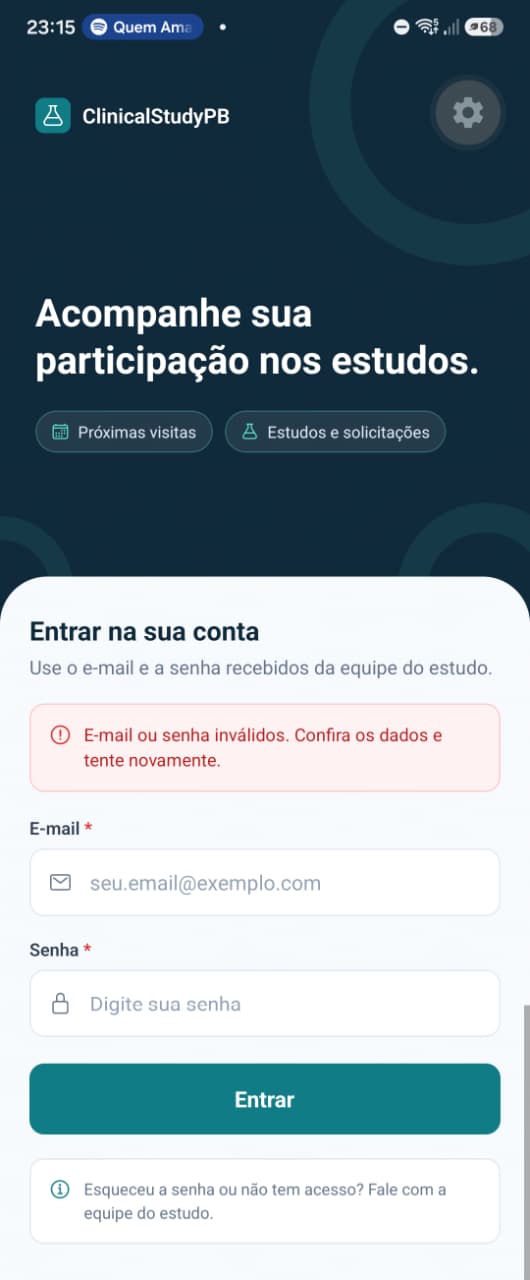 23:15 Quem Ama
68
ClinicalStudyPB
Acompanhe sua
participação nos estudos.
Próximas visitas
Estudos e solicitações
Entrar na sua conta
Use o e-mail e a senha recebidos da equipe do estudo.
E-mail ou senha inválidos. Confira os dados e
tente novamente.
E-mail *
seu.email@exemplo.com
Senha *
Digite sua senha
Entrar
Esqueceu a senha ou não tem acesso? Fale com a
equipe do estudo.